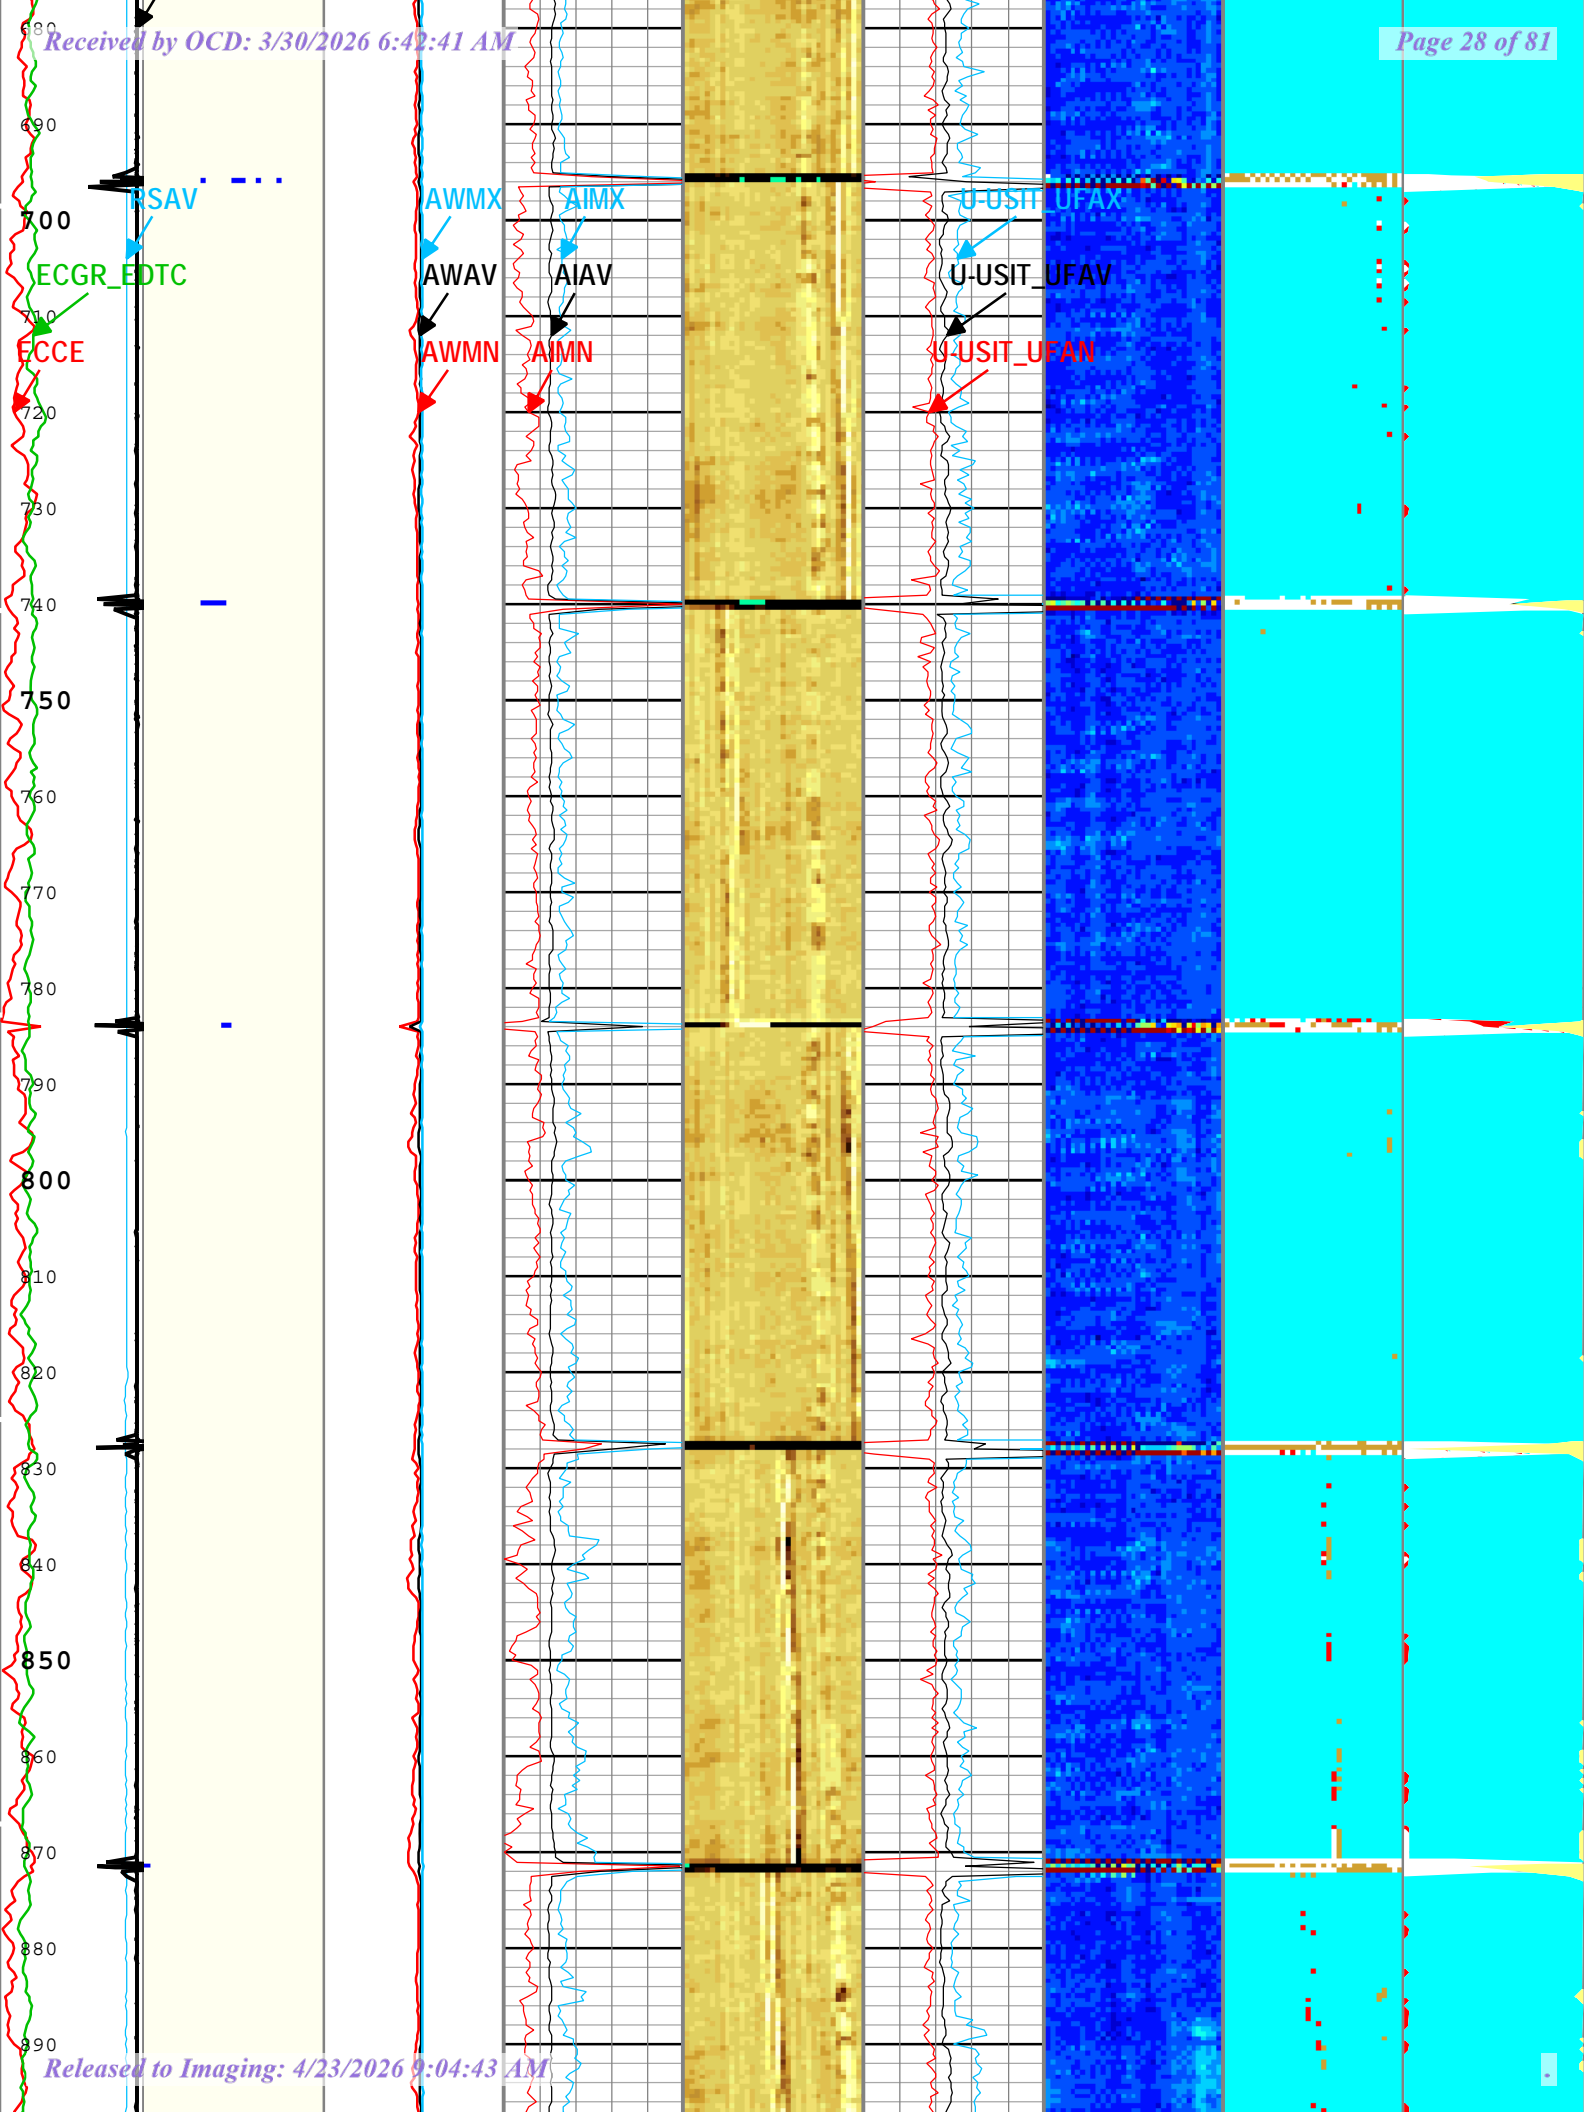 680
Received by OCD: 3/30/2026 6:42:41 AM
Page 28 of 81
690
RSAV
AWMX
AIMX
U-USIT_UFAX
700
ECGR_EDTC
AWAV
AIAV
U-USIT_UFAV
710
ECCE
AWMN
AIMN
U-USIT_UFAN
720
730
740
750
760
770
780
790
800
810
820
830
840
850
860
870
880
890
Released to Imaging: 4/23/2026 9:04:43 AM